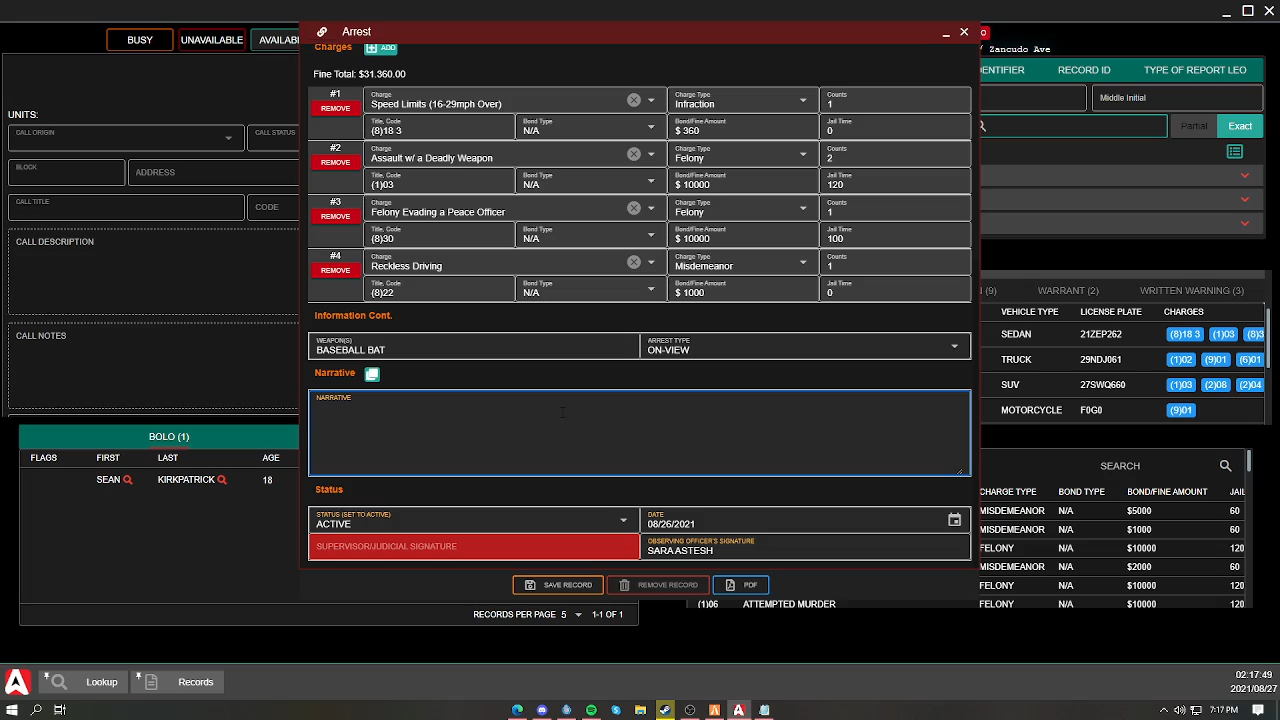 Arrest
BUSY
UNAVAILABLE
Zancudo Ave
Charges
ADD
IDENTIFIER
RECORD ID
TYPE OF REPORT LEO
Fine Total: $31,360.00
Middle Initial
Partial
Exact
UNITS:
CALL ORIGIN
CALL STATUS
BLOCK
ADDRESS
CALL TITLE
CODE
CALL DESCRIPTION
CALL NOTES
#1
REMOVE
Charge
Speed Limits (16-29mph Over)
Charge Type
Infraction
Counts
1
Title, Code
(8)18 3
Bond Type
N/A
Bond/Fine Amount
$ 360
Jail Time
0
#2
REMOVE
Charge
Assault w/ a Deadly Weapon
Charge Type
Felony
Counts
2
Title, Code
(1)03
Bond Type
N/A
Bond/Fine Amount
$ 10000
Jail Time
120
#3
REMOVE
Charge
Felony Evading a Peace Officer
Charge Type
Felony
Counts
1
Title, Code
(8)30
Bond Type
N/A
Bond/Fine Amount
$ 10000
Jail Time
100
#4
REMOVE
Charge
Reckless Driving
Charge Type
Misdemeanor
Counts
1
Title, Code
(8)22
Bond Type
N/A
Bond/Fine Amount
$ 1000
Jail Time
0
Information Cont.
WEAPON(S)
BASEBALL BAT
ARREST TYPE
ON-VIEW
Narrative
NARRATIVE
Status
STATUS (SET TO ACTIVE)
ACTIVE
DATE
08/26/2021
SUPERVISOR/JUDICIAL SIGNATURE
OBSERVING OFFICER'S SIGNATURE
SARA ASTESH
SAVE RECORD
REMOVE RECORD
PDF
(9)
WARRANT (2)
WRITTEN WARNING (3)
VEHICLE TYPE
LICENSE PLATE
CHARGES
SEDAN 21ZEP262 (8)18 3 (1)03
TRUCK 29NDJ061 (1)02 (9)01 (6)01
SUV 27SWQ660 (1)03 (2)08 (2)04
MOTORCYCLE F0G0 (9)01
BOLO (1)
FLAGS FIRST LAST AGE
SEAN KIRKPATRICK 18
RECORDS PER PAGE 5 1-1 OF 1
SEARCH
CHARGE TYPE BOND TYPE BOND/FINE AMOUNT
MISDEMEANOR N/A $5000 60
MISDEMEANOR N/A $1000 60
FELONY N/A $10000 120
MISDEMEANOR N/A $2000 60
FELONY N/A $10000 120
(1)06 ATTEMPTED MURDER FELONY N/A $10000
Lookup
Records
02:17:49
2021/08/27
7:17 PM